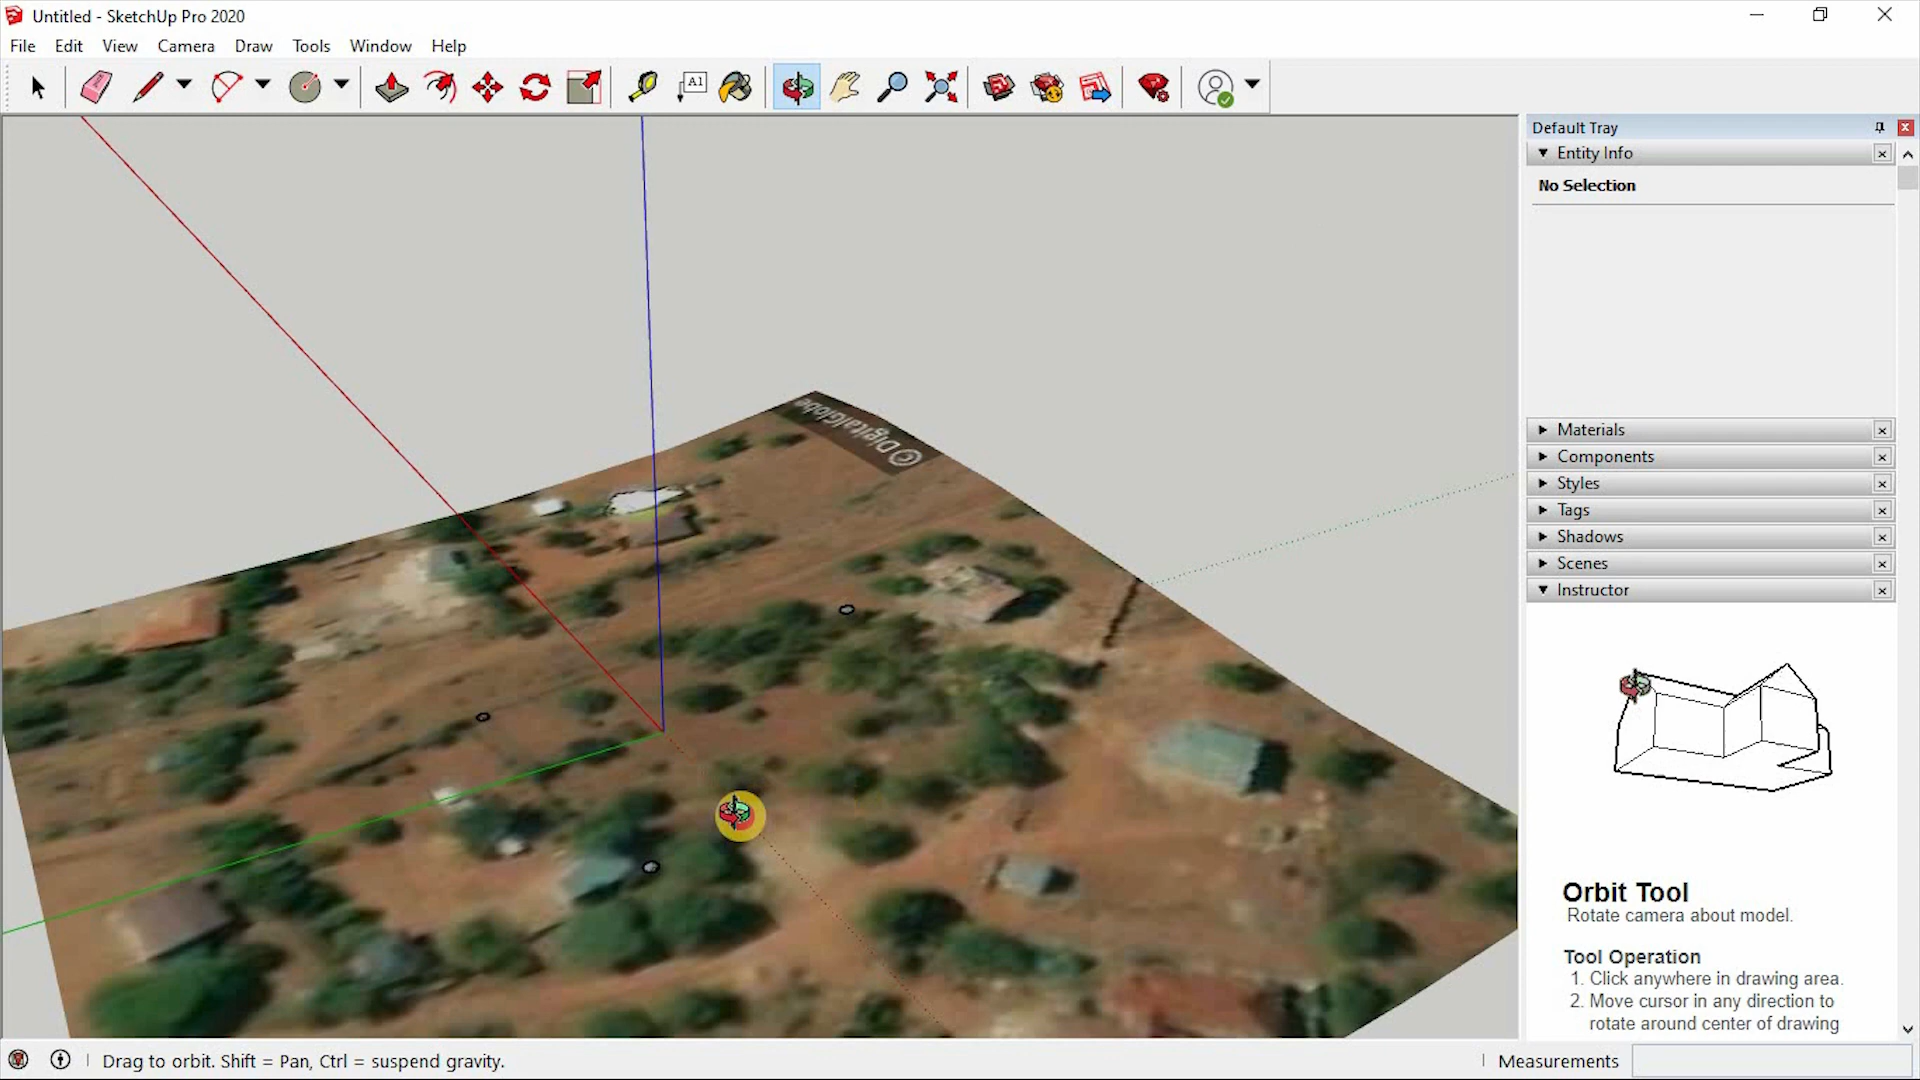 Untitled - SketchUp Pro 2020
File Edit View Camera Draw Tools Window Help
A1
Default Tray
Entity Info
No Selection
©DigitalGlobe
Materials
Components
Styles
Tags
Shadows
Scenes
Instructor
Orbit Tool
Rotate camera about model.
Tool Operation
1. Click anywhere in drawing area.
2. Move cursor in any direction to
rotate around center of drawing
Drag to orbit. Shift = Pan, Ctrl = suspend gravity.
Measurements